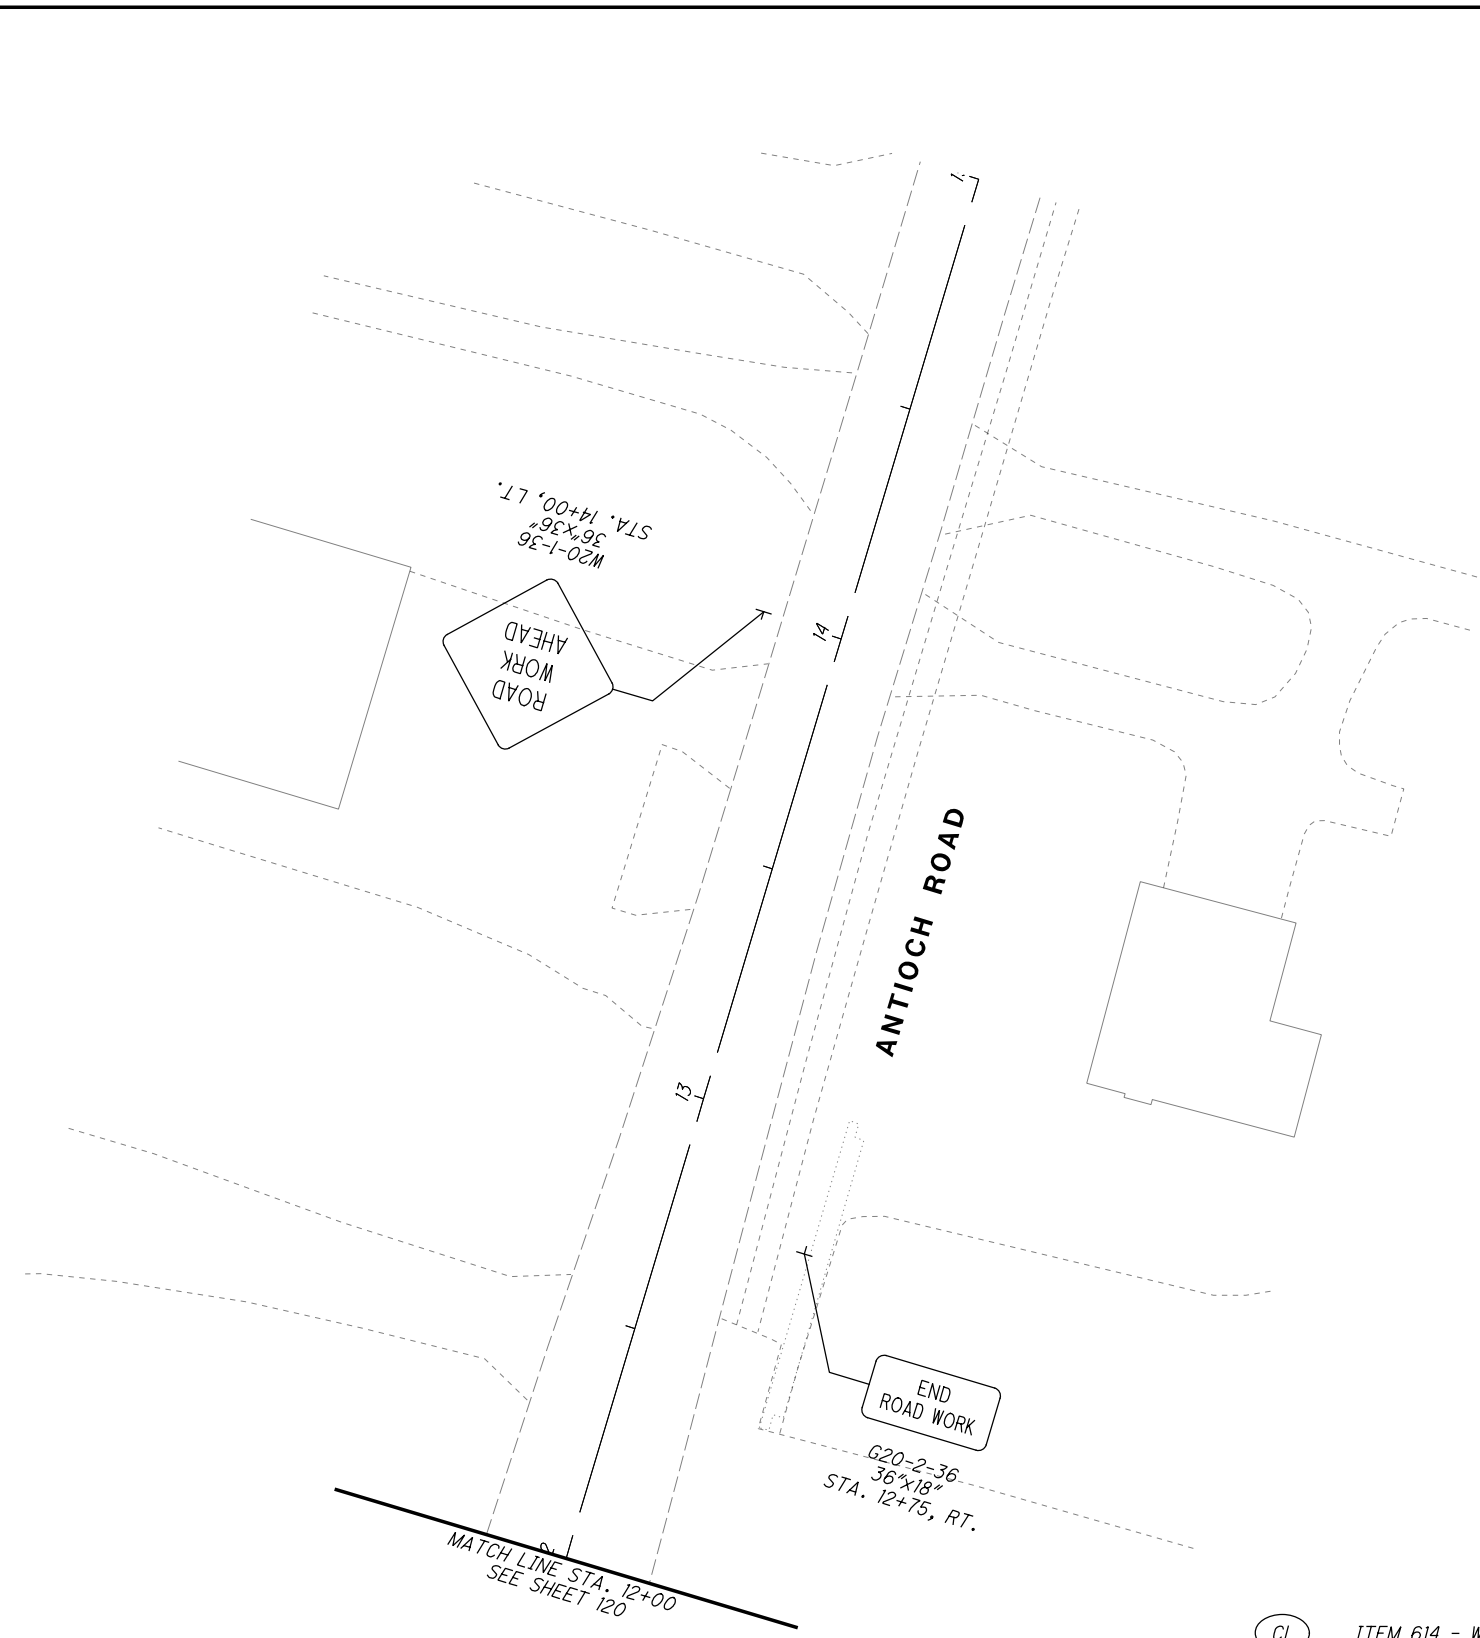 W20-1-36
36"x36"
STA. 14+00, LT.
ROAD
WORK
AHEAD
14
ANTIOCH ROAD
13
END
ROAD WORK
G20-2-36
36"x18"
STA. 12+75, RT.
MATCH LINE STA. 12+00
SEE SHEET 120
ITEM 614 -